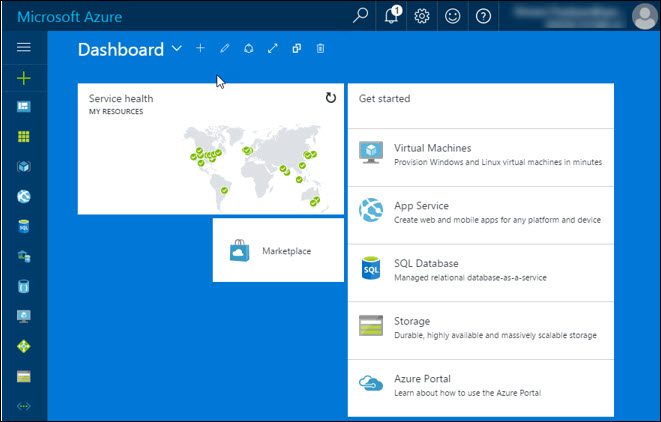 Microsoft Azure
1
Dashboard
Service health
MY RESOURCES
Get started
Virtual Machines
Provision Windows and Linux virtual machines in minutes
App Service
Create web and mobile apps for any platform and device
Marketplace
SQL
SQL Database
Managed relational database-as-a-service
Storage
Durable, highly available and massively scalable storage
Azure Portal
Learn about how to use the Azure Portal
SQL